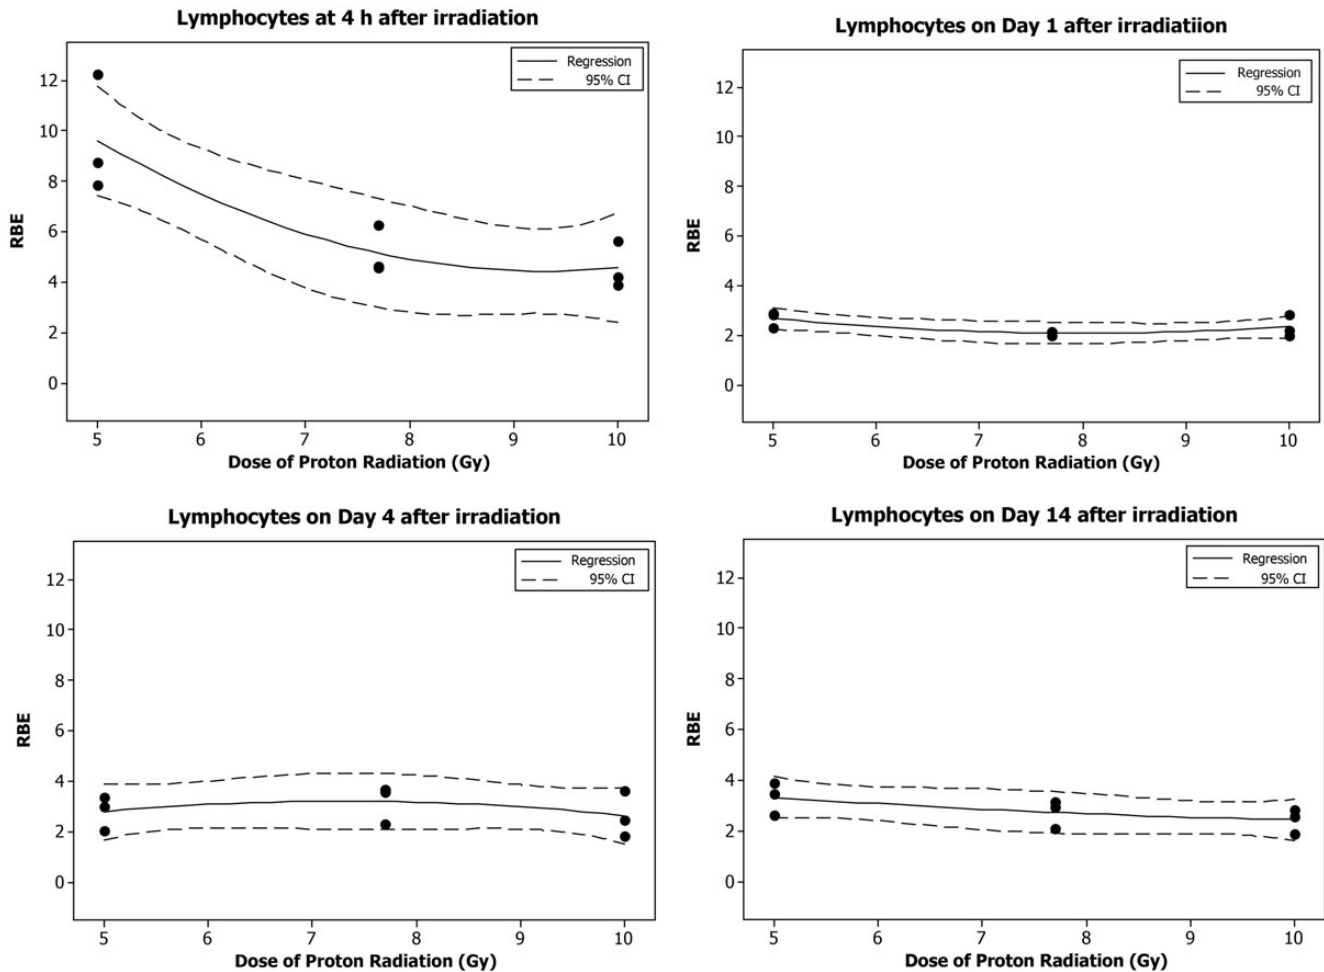 Lymphocytes at 4 h after irradiation
Regression
95% CI
12
10
8
6
4
2
0
RBE
5 6 7 8 9 10
Dose of Proton Radiation (Gy)
Lymphocytes on Day 1 after irradiatiion
Regression
95% CI
12
10
8
6
4
2
0
RBE
5 6 7 8 9 10
Dose of Proton Radiation (Gy)
Lymphocytes on Day 4 after irradiation
Regression
95% CI
12
10
8
6
4
2
0
RBE
5 6 7 8 9 10
Dose of Proton Radiation (Gy)
Lymphocytes on Day 14 after irradiation
Regression
95% CI
12
10
8
6
4
2
0
RBE
5 6 7 8 9 10
Dose of Proton Radiation (Gy)